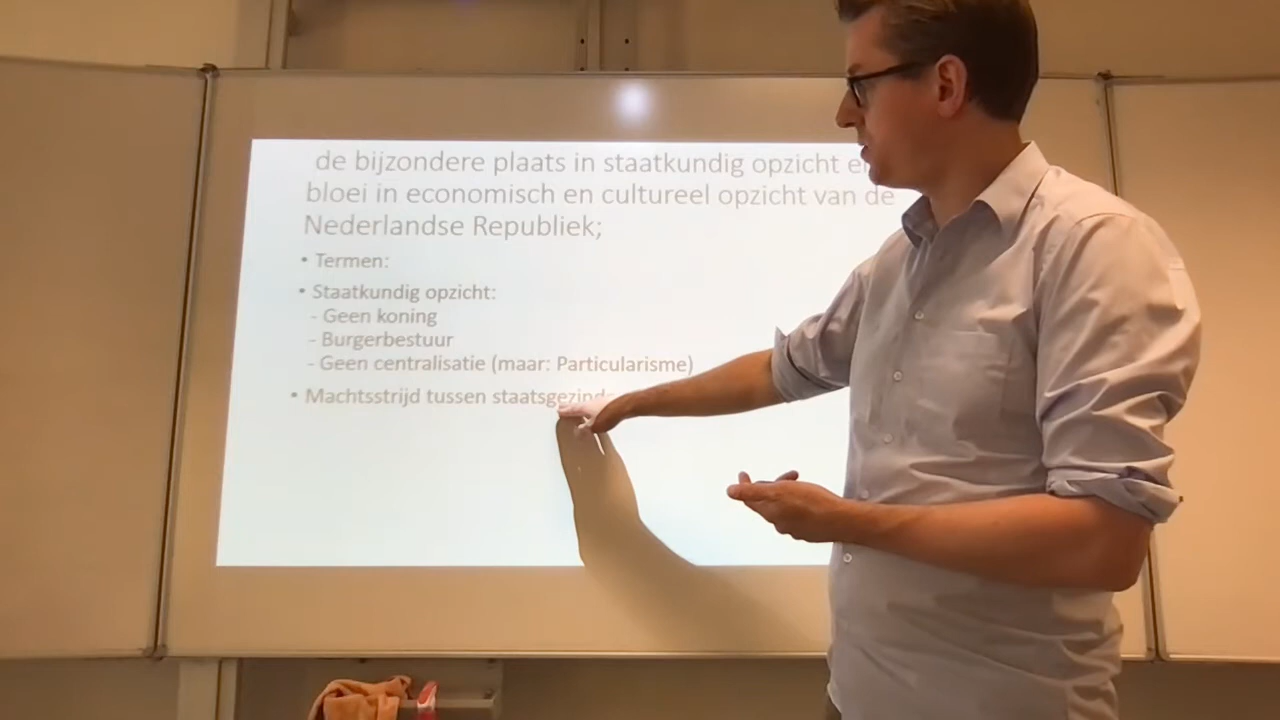 de bijzondere plaats in staatkundig opzicht
bloei in economisch en cultureel opzicht van de
Nederlandse Republiek;
• Termen:
• Staatkundig opzicht:
- Geen koning
- Burgerbestuur
- Geen centralisatie (maar: Particularisme)
• Machtsstrijd tussen